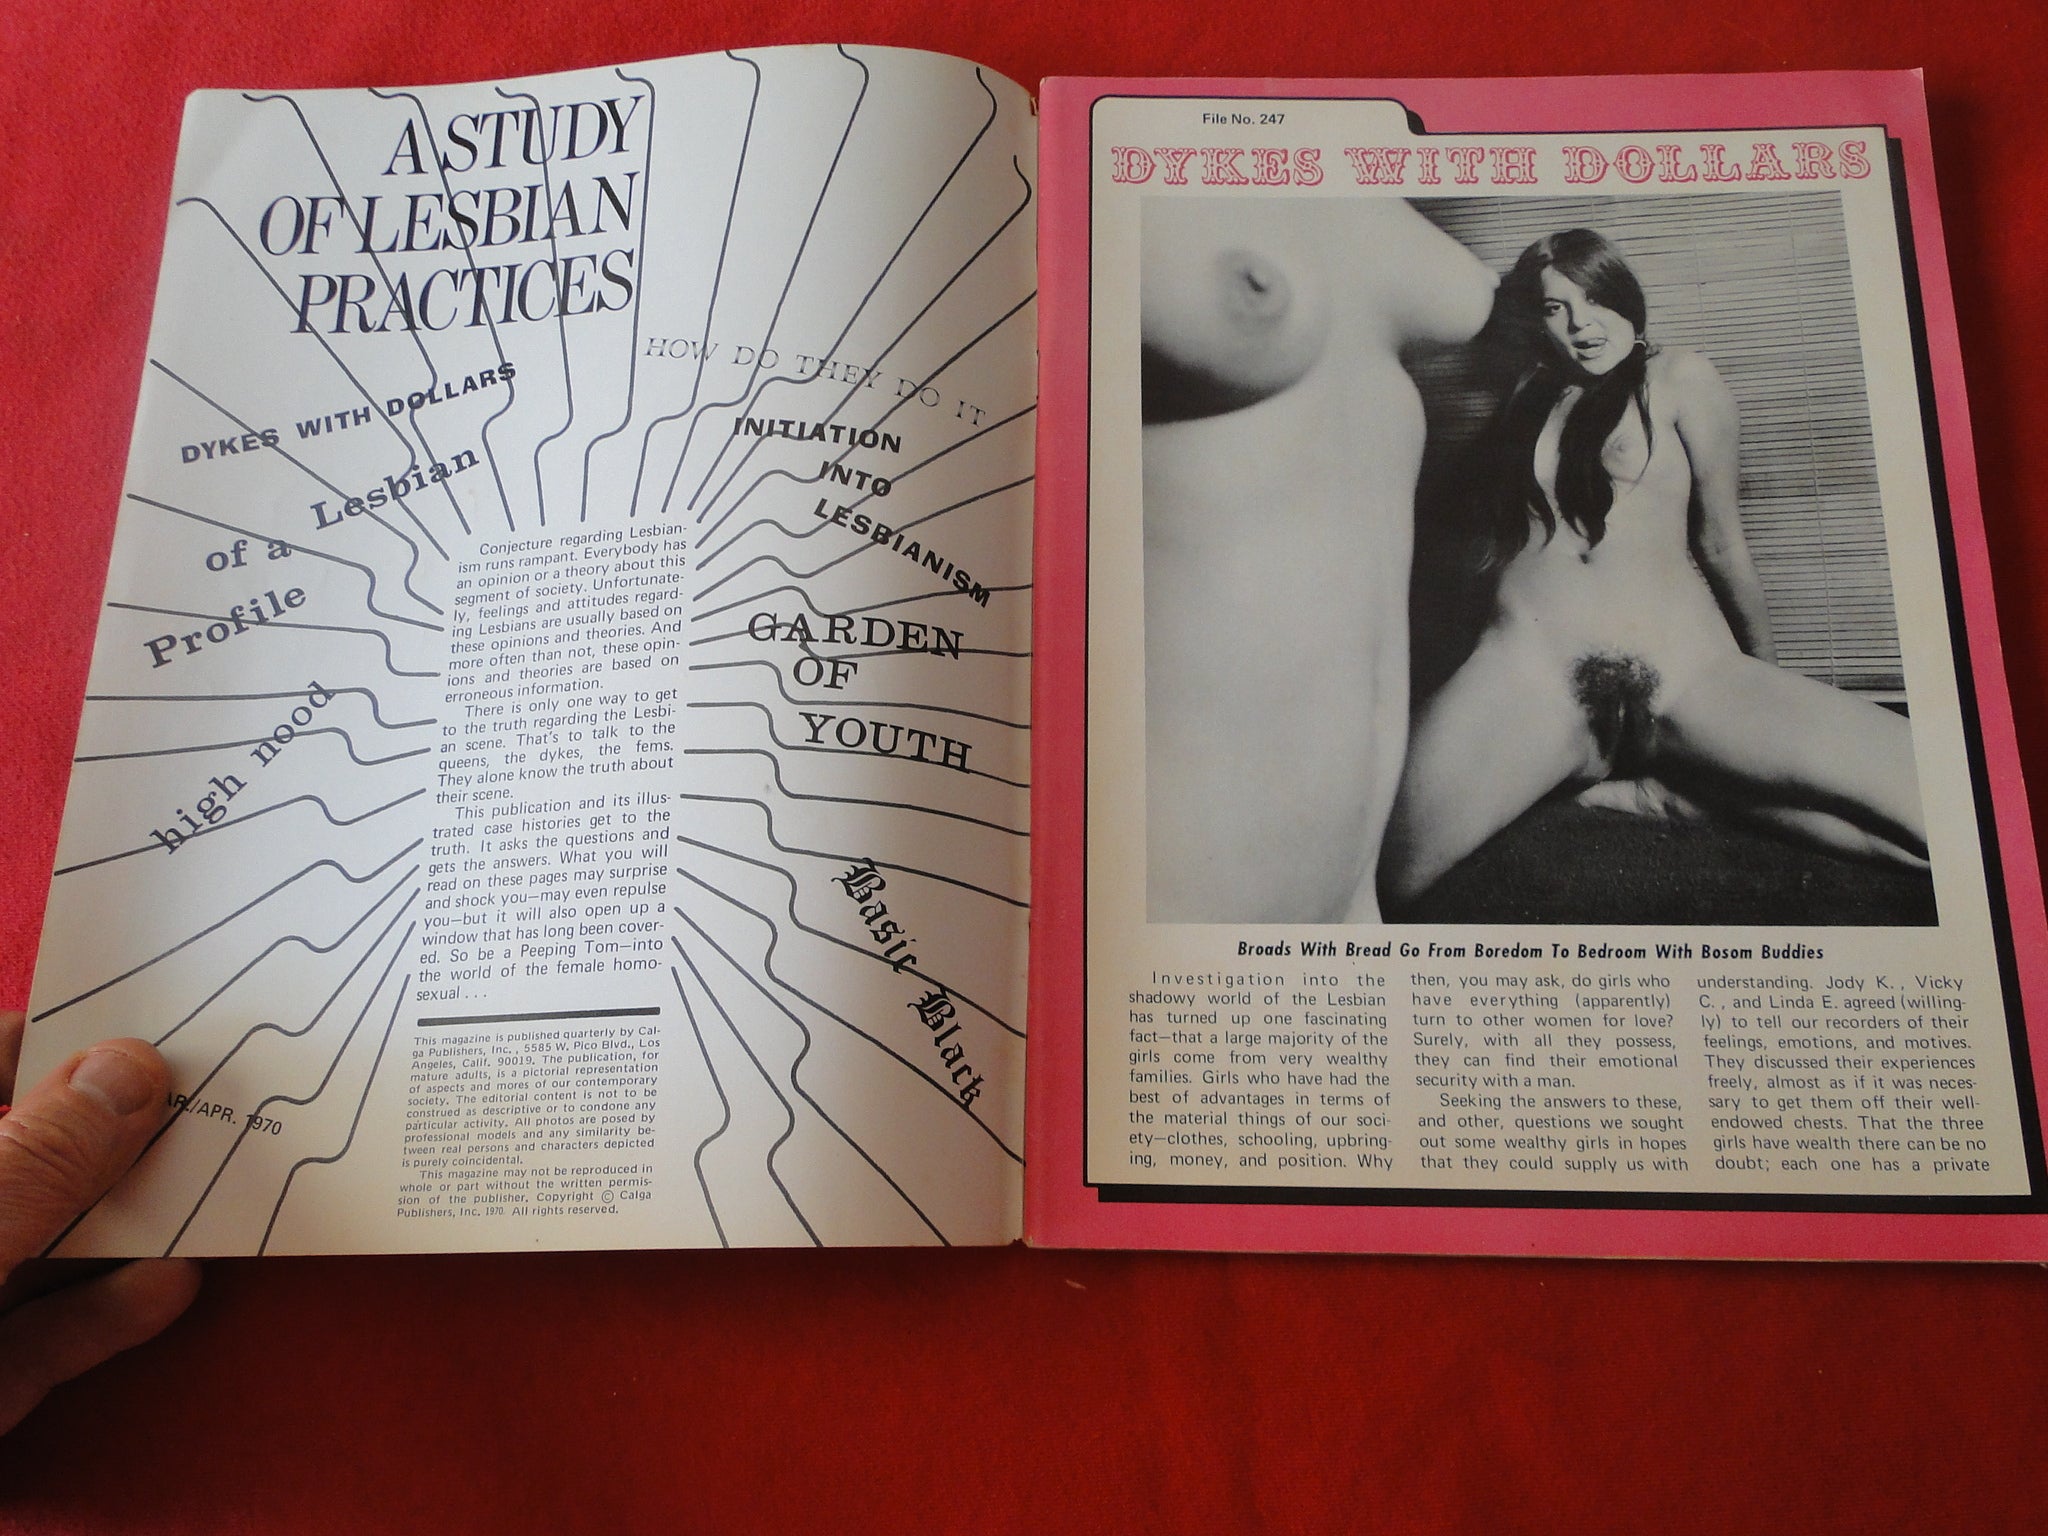 A STUDY
OF LESBIAN
PRACTICES
DYKES WITH DOLLARS
Profile
of a
Lesbian
high nood
HOW DO THEY DO IT
INITIATION
INTO
LESBIANISM
GARDEN
OF
YOUTH
Basic Black
Conjecture regarding Lesbian-
ism runs rampant. Everybody has
an opinion or a theory about this
segment of society. Unfortunate-
ly, feelings and attitudes regard-
ing Lesbians are usually based on
these opinions and theories. And
more often than not, these opin-
ions and theories are based on
erroneous information.
There is only one way to get
to the truth regarding the Lesbi-
an scene. That's to talk to the
queens, the dykes, the fems.
They alone know the truth about
their scene.
This publication and its illus-
trated case histories get to the
truth. It asks the questions and
gets the answers. What you will
read on these pages may surprise
and shock you—may even repulse
you—but it will also open up a
window that has long been cover-
ed. So be a Peeping Tom—into
the world of the female homo-
sexual . . .
This magazine is published quarterly by Cal-
ga Publishers, Inc., 5585 W. Pico Blvd., Los
Angeles, Calif. 90019. The publication, for
mature adults, is a pictorial representation
of aspects and mores of our contemporary
society. The editorial content is not to be
construed as descriptive or to condone any
particular activity. All photos are posed by
professional models and any similarity be-
tween real persons and characters depicted
is purely coincidental.
This magazine may not be reproduced in
whole or part without the written permis-
sion of the publisher. Copyright © Calga
Publishers, Inc. 1970. All rights reserved.
AR./APR. 1970
File No. 247
DYKES WITH DOLLARS
Broads With Bread Go From Boredom To Bedroom With Bosom Buddies
Investigation into the
shadowy world of the Lesbian
has turned up one fascinating
fact—that a large majority of the
girls come from very wealthy
families. Girls who have had the
best of advantages in terms of
the material things of our soci-
ety—clothes, schooling, upbring-
ing, money, and position. Why
then, you may ask, do girls who
have everything (apparently)
turn to other women for love?
Surely, with all they possess,
they can find their emotional
security with a man.
Seeking the answers to these,
and other, questions we sought
out some wealthy girls in hopes
that they could supply us with
understanding. Jody K., Vicky
C., and Linda E. agreed (willing-
ly) to tell our recorders of their
feelings, emotions, and motives.
They discussed their experiences
freely, almost as if it was neces-
sary to get them off their well-
endowed chests. That the three
girls have wealth there can be no
doubt; each one has a private